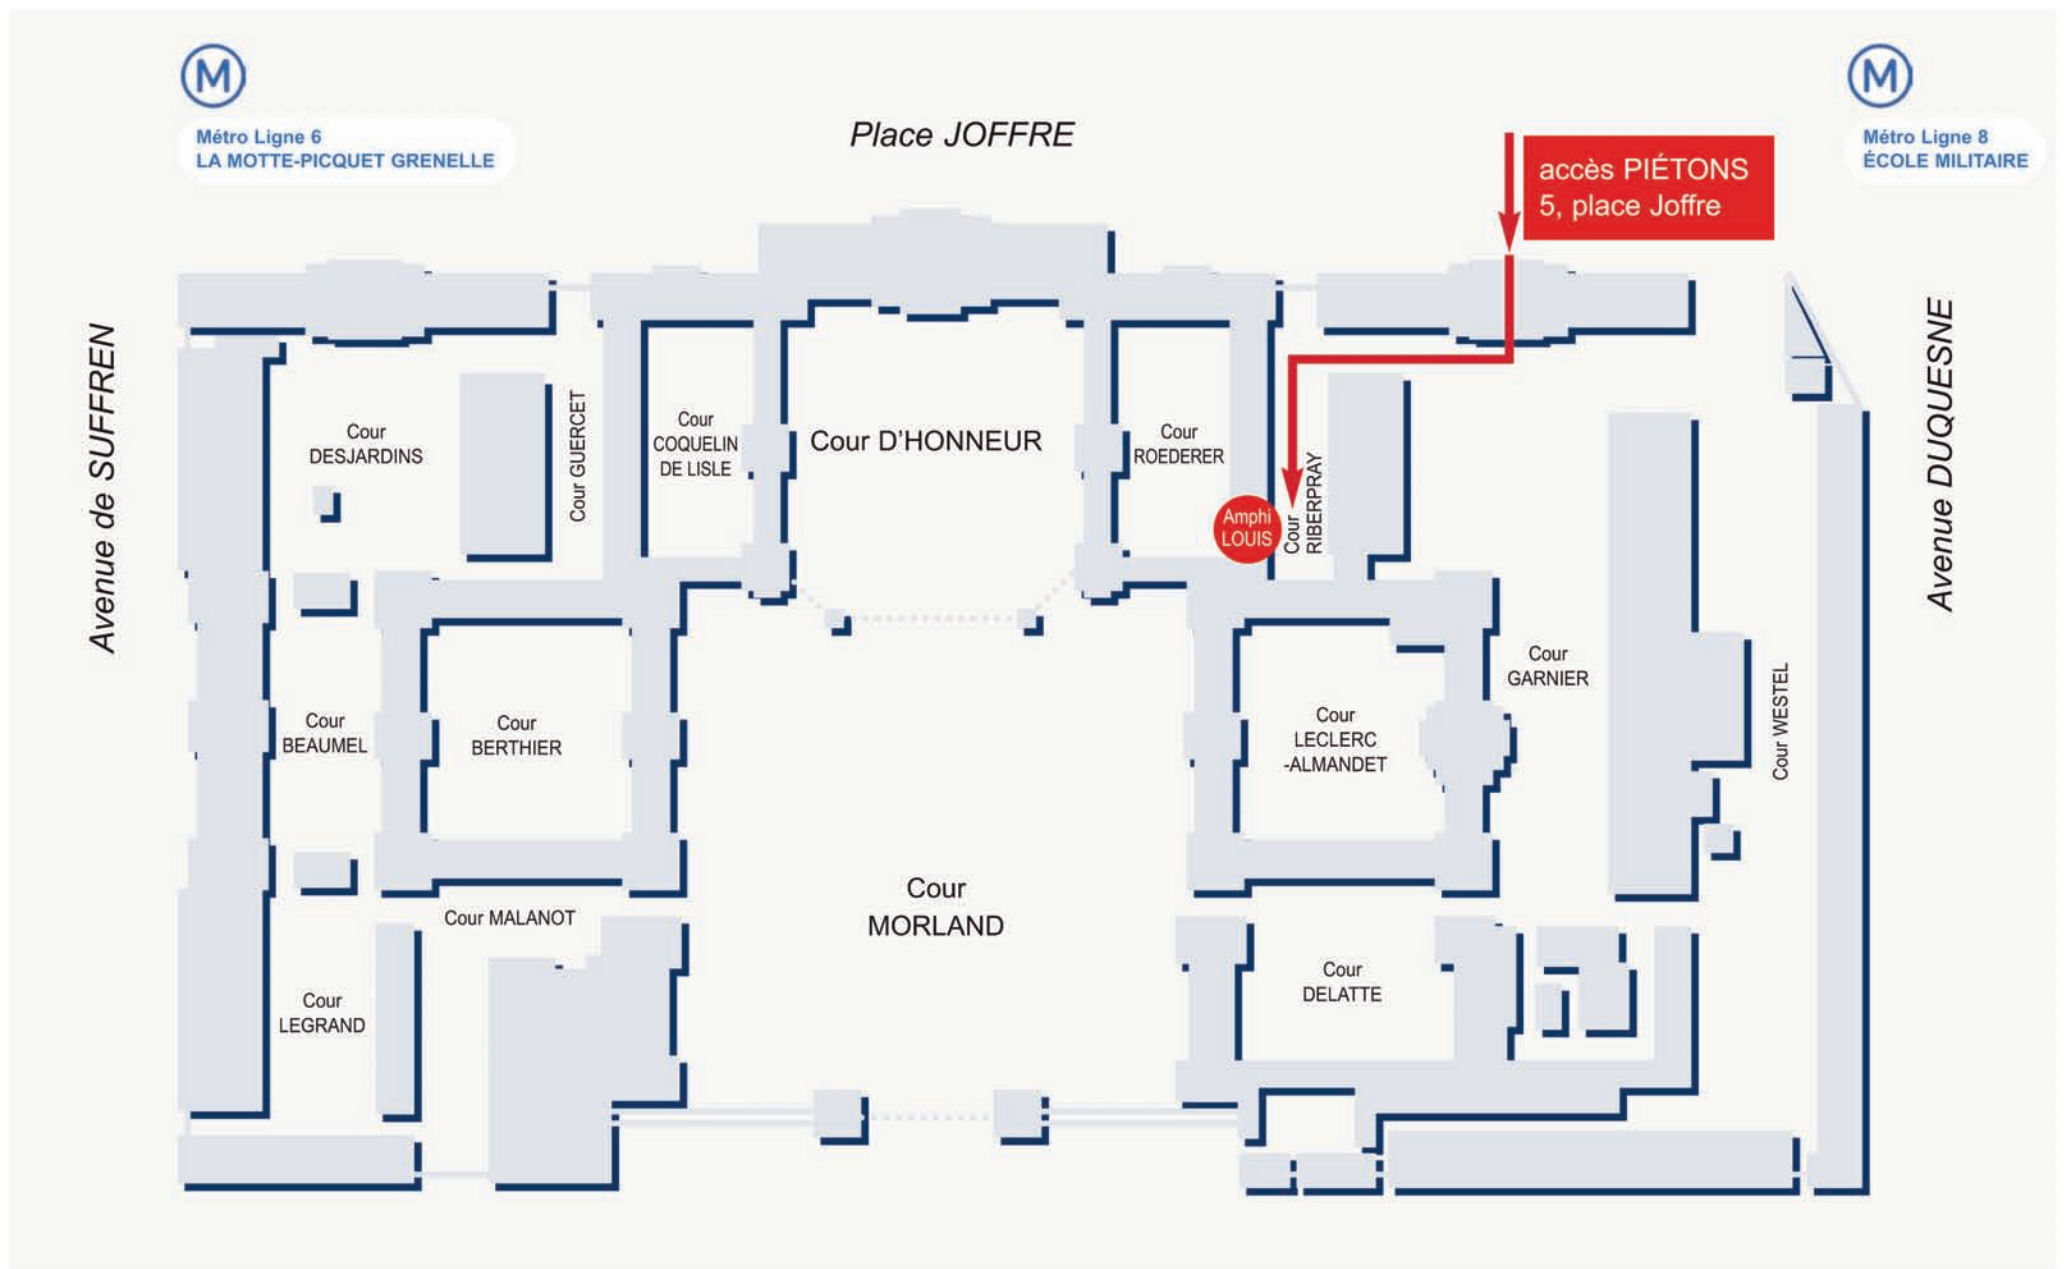 M
Métro Ligne 6
LA MOTTE-PICQUET GRENELLE
Place JOFFRE
M
Métro Ligne 8
ÉCOLE MILITAIRE
accès PIÉTONS
5, place Joffre
Avenue de SUFFREN
Avenue DUQUESNE
Cour
DESJARDINS
Cour GUERCET
Cour
COQUELIN
DE LISLE
Cour D'HONNEUR
Cour
ROEDERER
Amphi
LOUIS
Cour
RIBERPRAY
Cour
BEAUMEL
Cour
BERTHIER
Cour
LECLERC
-ALMANDET
Cour
GARNIER
Cour WESTEL
Cour
MORLAND
Cour MALANOT
Cour
LEGRAND
Cour
DELATTE